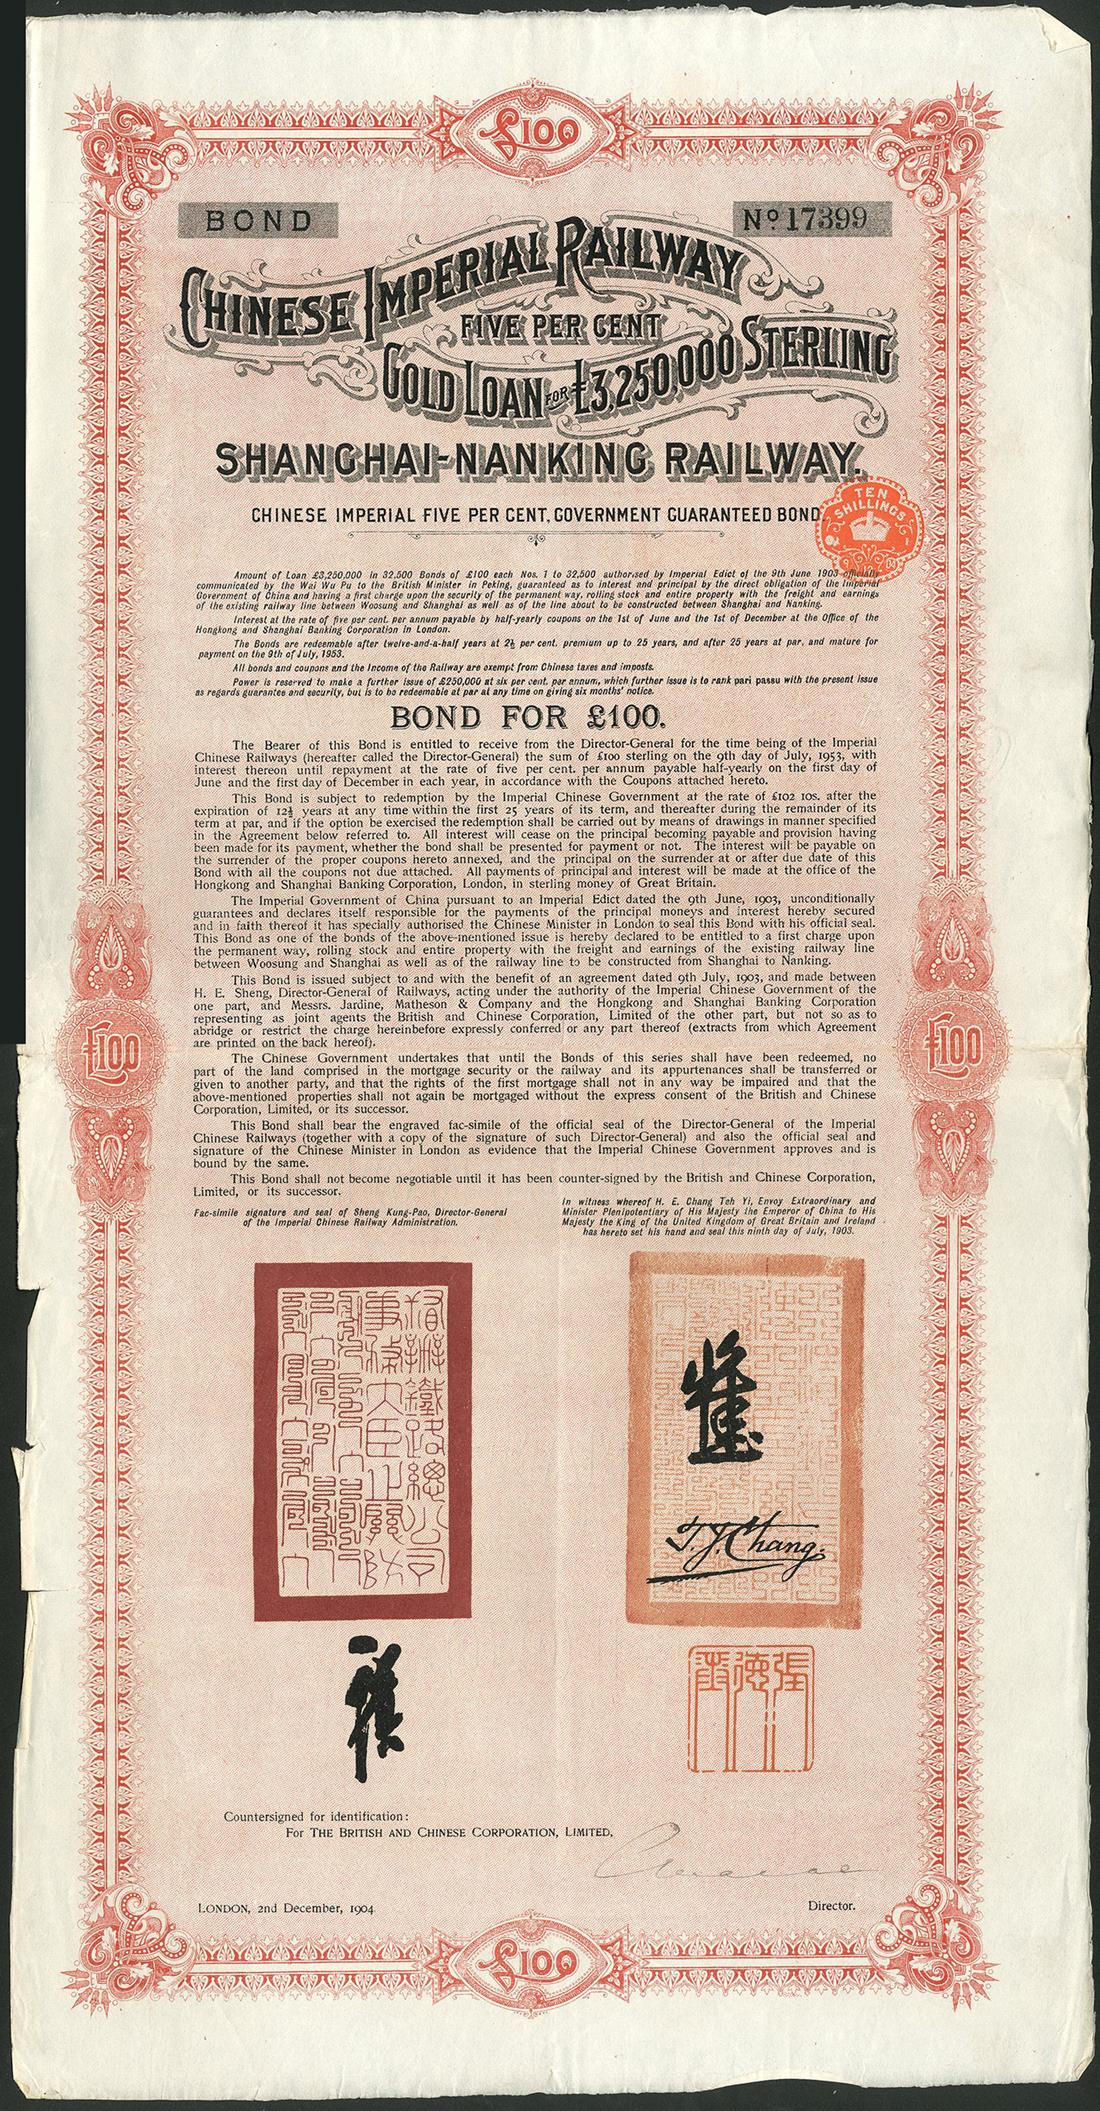 £100
BOND
No 17399
CHINESE IMPERIAL RAILWAY
FIVE PER CENT
GOLD LOAN FOR £3,250,000 STERLING
SHANGHAI-NANKING RAILWAY.
CHINESE IMPERIAL FIVE PER CENT, GOVERNMENT GUARANTEED BOND
TEN
SHILLINGS
Amount of Loan £3,250,000 in 32,500 Bonds of £100 each Nos. 1 to 32,500 authorised by Imperial Edict of the 9th June 1903 officially
communicated by the Wai Wu Pu to the British Minister in Peking, guaranteed as to interest and principal by the direct obligation of the Imperial
Government of China and having a first charge upon the security of the permanent way, rolling stock and entire property with the freight and earnings
of the existing railway line between Woosung and Shanghai as well as of the line about to be constructed between Shanghai and Nanking.
Interest at the rate of five per cent. per annum payable by half-yearly coupons on the 1st of June and the 1st of December at the Office of the
Hongkong and Shanghai Banking Corporation in London.
The Bonds are redeemable after twelve-and-a-half years at 2½ per cent. premium up to 25 years, and after 25 years at par, and mature for
payment on the 9th of July, 1953.
All bonds and coupons and the Income of the Railway are exempt from Chinese taxes and imposts.
Power is reserved to make a further issue of £250,000 at six per cent. per annum, which further issue is to rank pari passu with the present issue
as regards guarantee and security, but is to be redeemable at par at any time on giving six months' notice.
BOND FOR £100.
The Bearer of this Bond is entitled to receive from the Director-General for the time being of the Imperial
Chinese Railways (hereafter called the Director-General) the sum of £100 sterling on the 9th day of July, 1953, with
interest thereon until repayment at the rate of five per cent. per annum payable half-yearly on the first day of
June and the first day of December in each year, in accordance with the Coupons attached hereto.
This Bond is subject to redemption by the Imperial Chinese Government at the rate of £102 10s. after the
expiration of 12½ years at any time within the first 25 years of its term, and thereafter during the remainder of its
term at par, and if the option be exercised the redemption shall be carried out by means of drawings in manner specified
in the Agreement below referred to. All interest will cease on the principal becoming payable and provision having
been made for its payment, whether the bond shall be presented for payment or not. The interest will be payable on
the surrender of the proper coupons hereto annexed, and the principal on the surrender at or after due date of this
Bond with all the coupons not due attached. All payments of principal and interest will be made at the office of the
Hongkong and Shanghai Banking Corporation, London, in sterling money of Great Britain.
The Imperial Government of China pursuant to an Imperial Edict dated the 9th June, 1903, unconditionally
guarantees and declares itself responsible for the payments of the principal moneys and interest hereby secured
and in faith thereof it has specially authorised the Chinese Minister in London to seal this Bond with his official seal.
This Bond as one of the bonds of the above-mentioned issue is hereby declared to be entitled to a first charge upon
the permanent way, rolling stock and entire property with the freight and earnings of the existing railway line
between Woosung and Shanghai as well as of the railway line to be constructed from Shanghai to Nanking.
This Bond is issued subject to and with the benefit of an agreement dated 9th July, 1903, and made between
H. E. Sheng, Director-General of Railways, acting under the authority of the Imperial Chinese Government of the
one part, and Messrs. Jardine, Matheson & Company and the Hongkong and Shanghai Banking Corporation
representing as joint agents the British and Chinese Corporation, Limited of the other part, but not so as to
abridge or restrict the charge hereinbefore expressly conferred or any part thereof (extracts from which Agreement
are printed on the back hereof).
£100
£100
The Chinese Government undertakes that until the Bonds of this series shall have been redeemed, no
part of the land comprised in the mortgage security or the railway and its appurtenances shall be transferred or
given to another party, and that the rights of the first mortgage shall not in any way be impaired and that the
above-mentioned properties shall not again be mortgaged without the express consent of the British and Chinese
Corporation, Limited, or its successor.
This Bond shall bear the engraved fac-simile of the official seal of the Director-General of the Imperial
Chinese Railways (together with a copy of the signature of such Director-General) and also the official seal and
signature of the Chinese Minister in London as evidence that the Imperial Chinese Government approves and is
bound by the same.
This Bond shall not become negotiable until it has been counter-signed by the British and Chinese Corporation,
Limited, or its successor.
Fac-simile signature and seal of Sheng Kung-Pao, Director-General
of the Imperial Chinese Railway Administration.
In witness whereof H. E. Chang Teh Yi, Envoy Extraordinary and
Minister Plenipotentiary of His Majesty the Emperor of China to His
Majesty the King of the United Kingdom of Great Britain and Ireland
has hereto set his hand and seal this ninth day of July, 1903.
督辦鐵路總公司
事務大臣之關防
T. Y. Chang.
張德彝
Countersigned for identification:
For THE BRITISH AND CHINESE CORPORATION, LIMITED,
LONDON, 2nd December, 1904.
Director.
£100